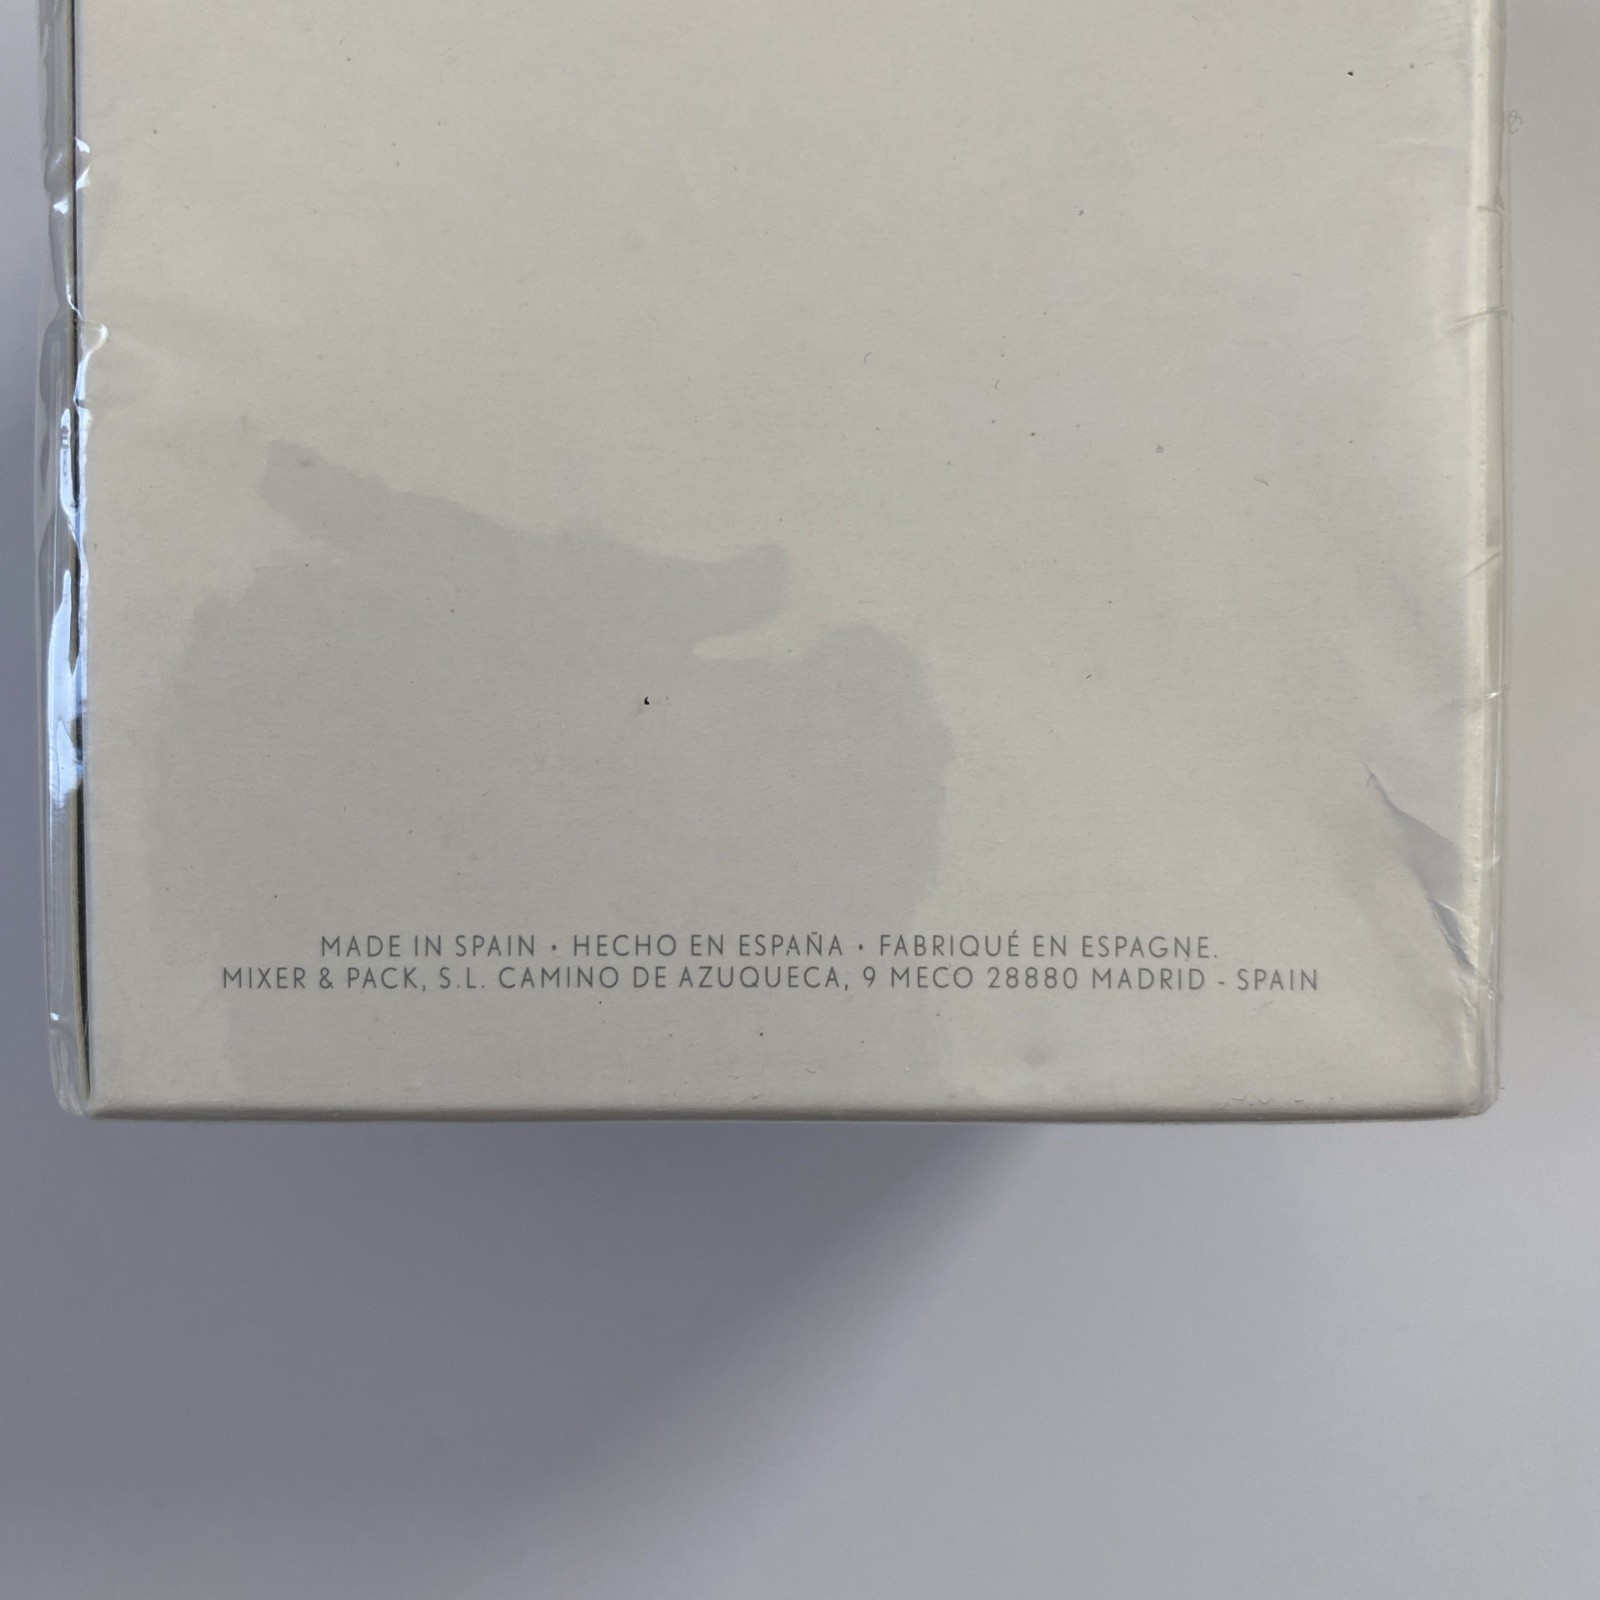 MADE IN SPAIN • HECHO EN ESPAÑA • FABRIQUÉ EN ESPAGNE.
MIXER & PACK, S.L. CAMINO DE AZUQUECA, 9 MECO 28880 MADRID - SPAIN